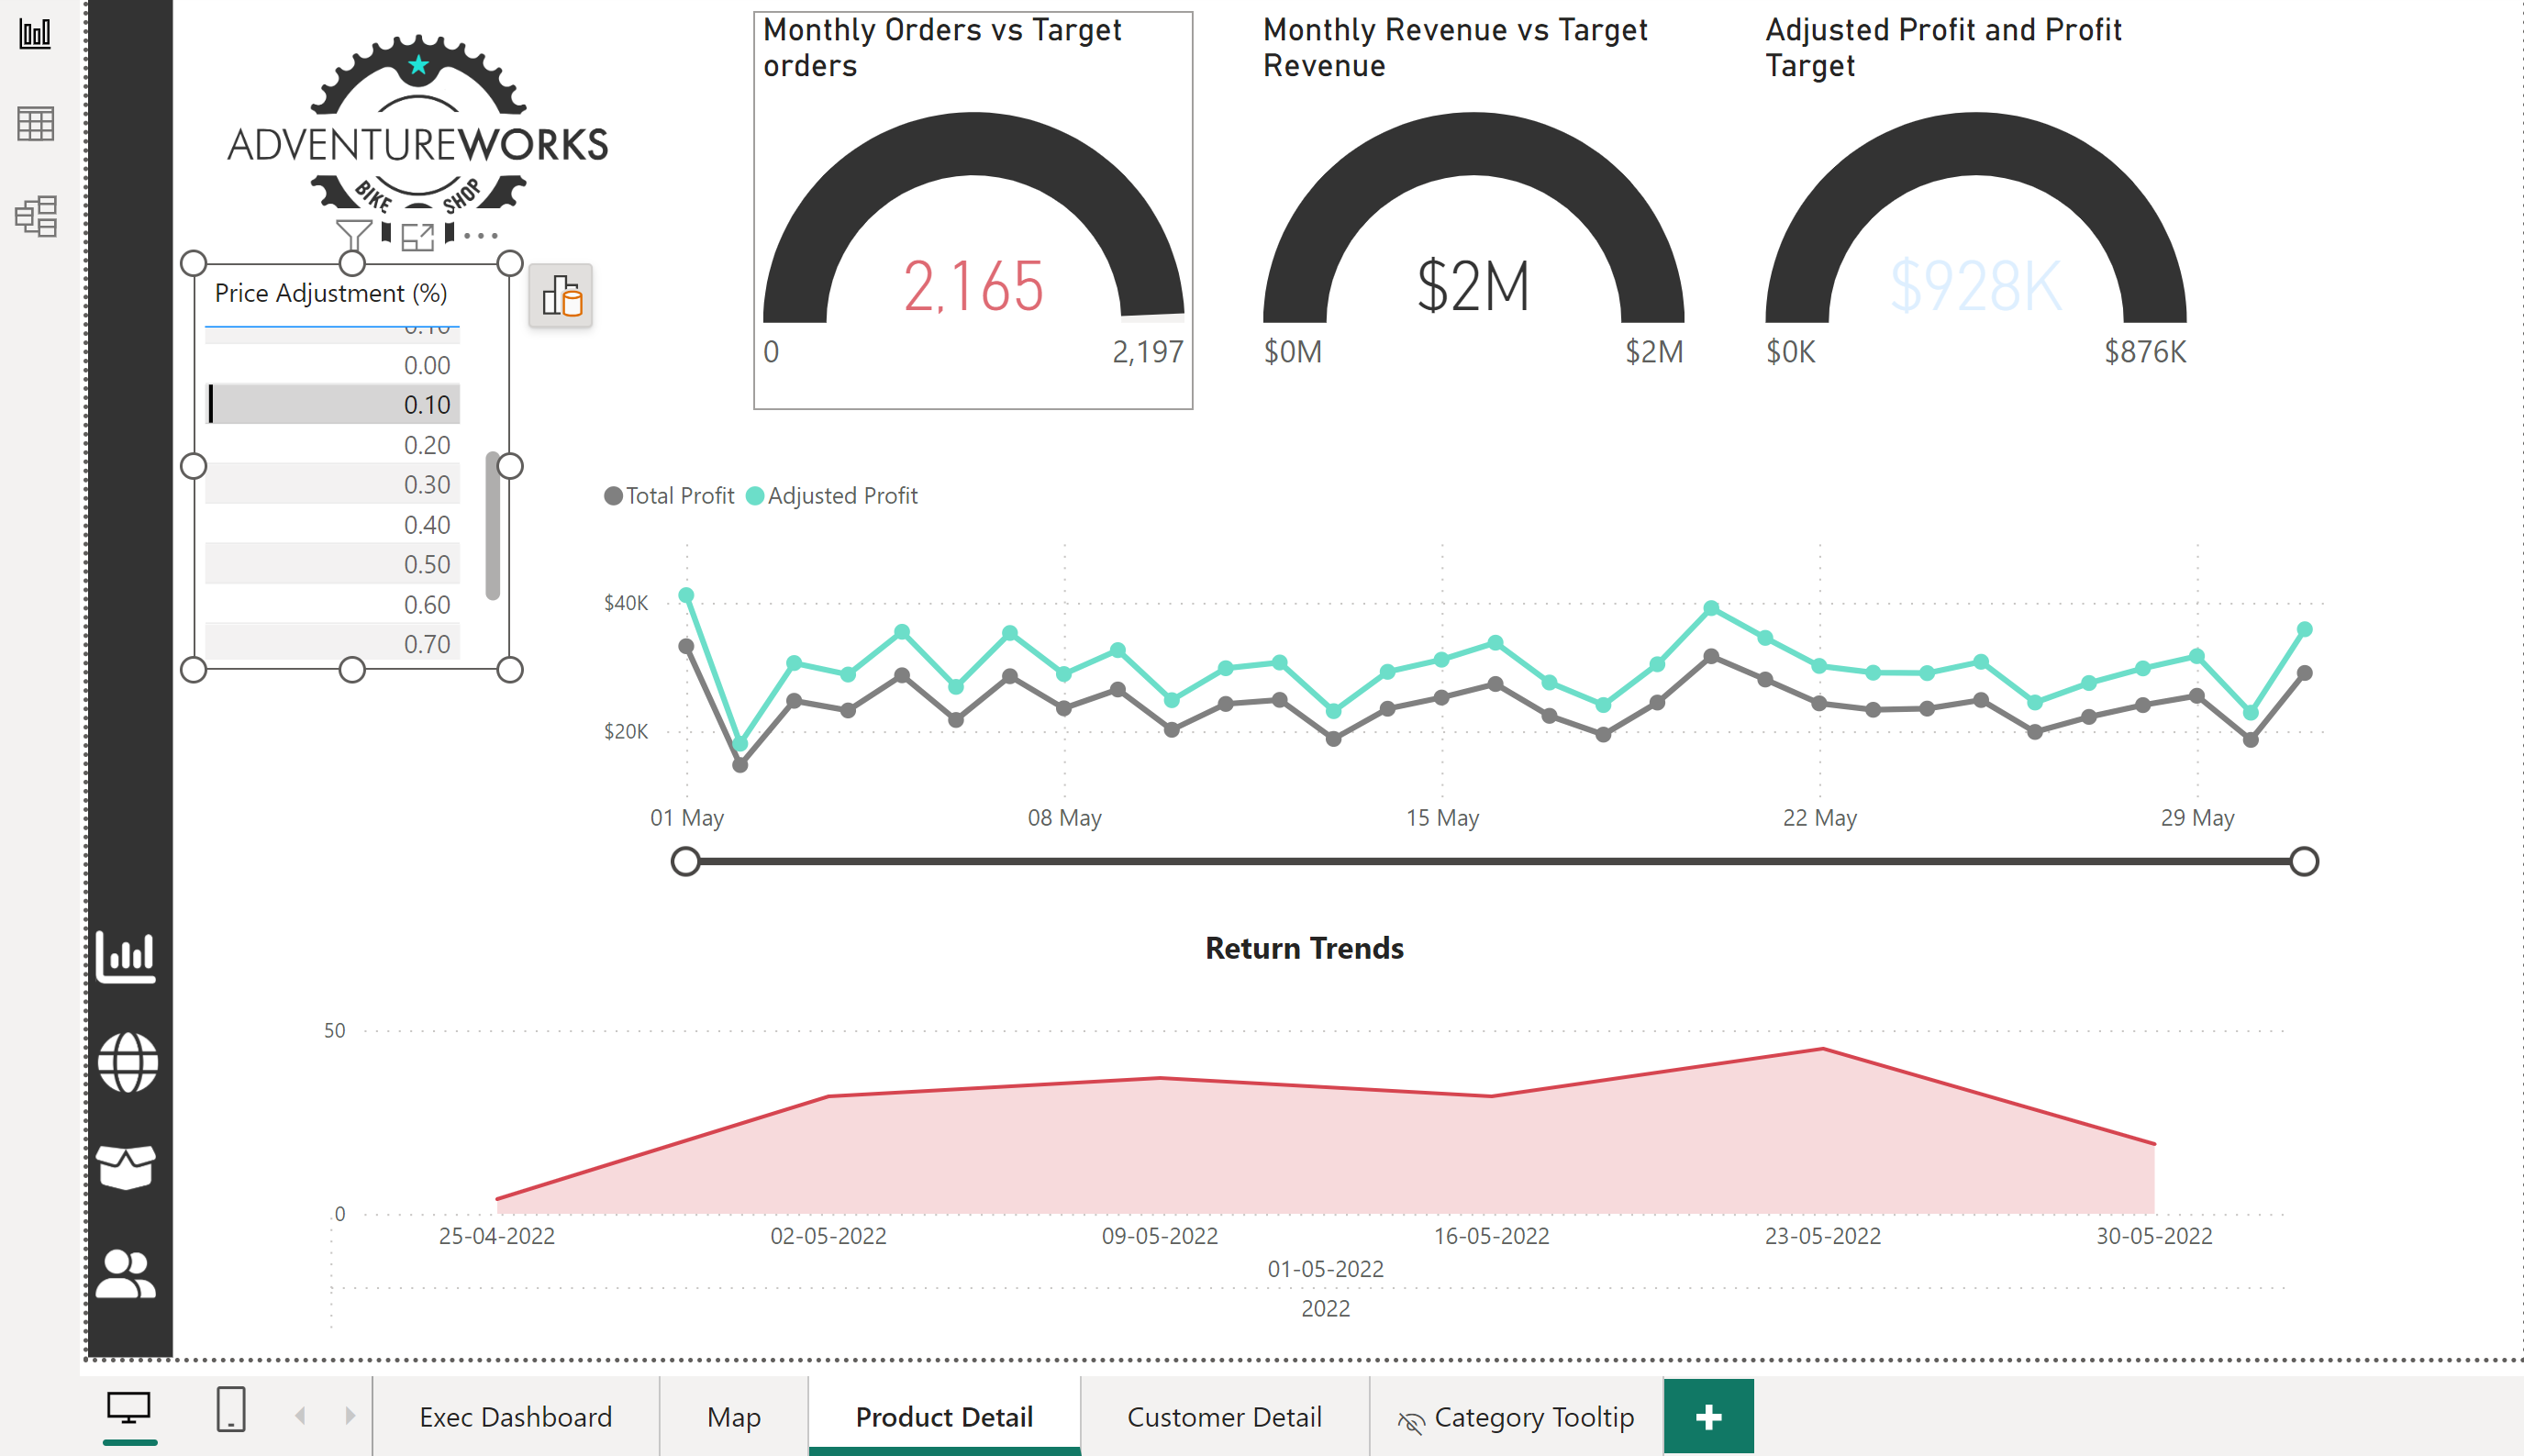 ADVENTUREWORKS
BIKE SHOP
Monthly Orders vs Target
orders
2,165
0
2,197
Monthly Revenue vs Target
Revenue
$2M
$0M
$2M
Adjusted Profit and Profit
Target
$928K
$0K
$876K
Price Adjustment (%)
0.00
0.10
0.20
0.30
0.40
0.50
0.60
0.70
Total Profit
Adjusted Profit
$40K
$20K
01 May
08 May
15 May
22 May
29 May
Return Trends
50
0
25-04-2022
02-05-2022
09-05-2022
16-05-2022
23-05-2022
30-05-2022
01-05-2022
2022
Exec Dashboard
Map
Product Detail
Customer Detail
Category Tooltip